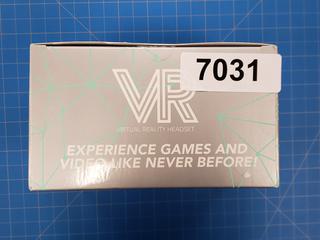 7031
VR
VIRTUAL REALITY HEADSET
EXPERIENCE GAMES AND
VIDEO LIKE NEVER BEFORE!